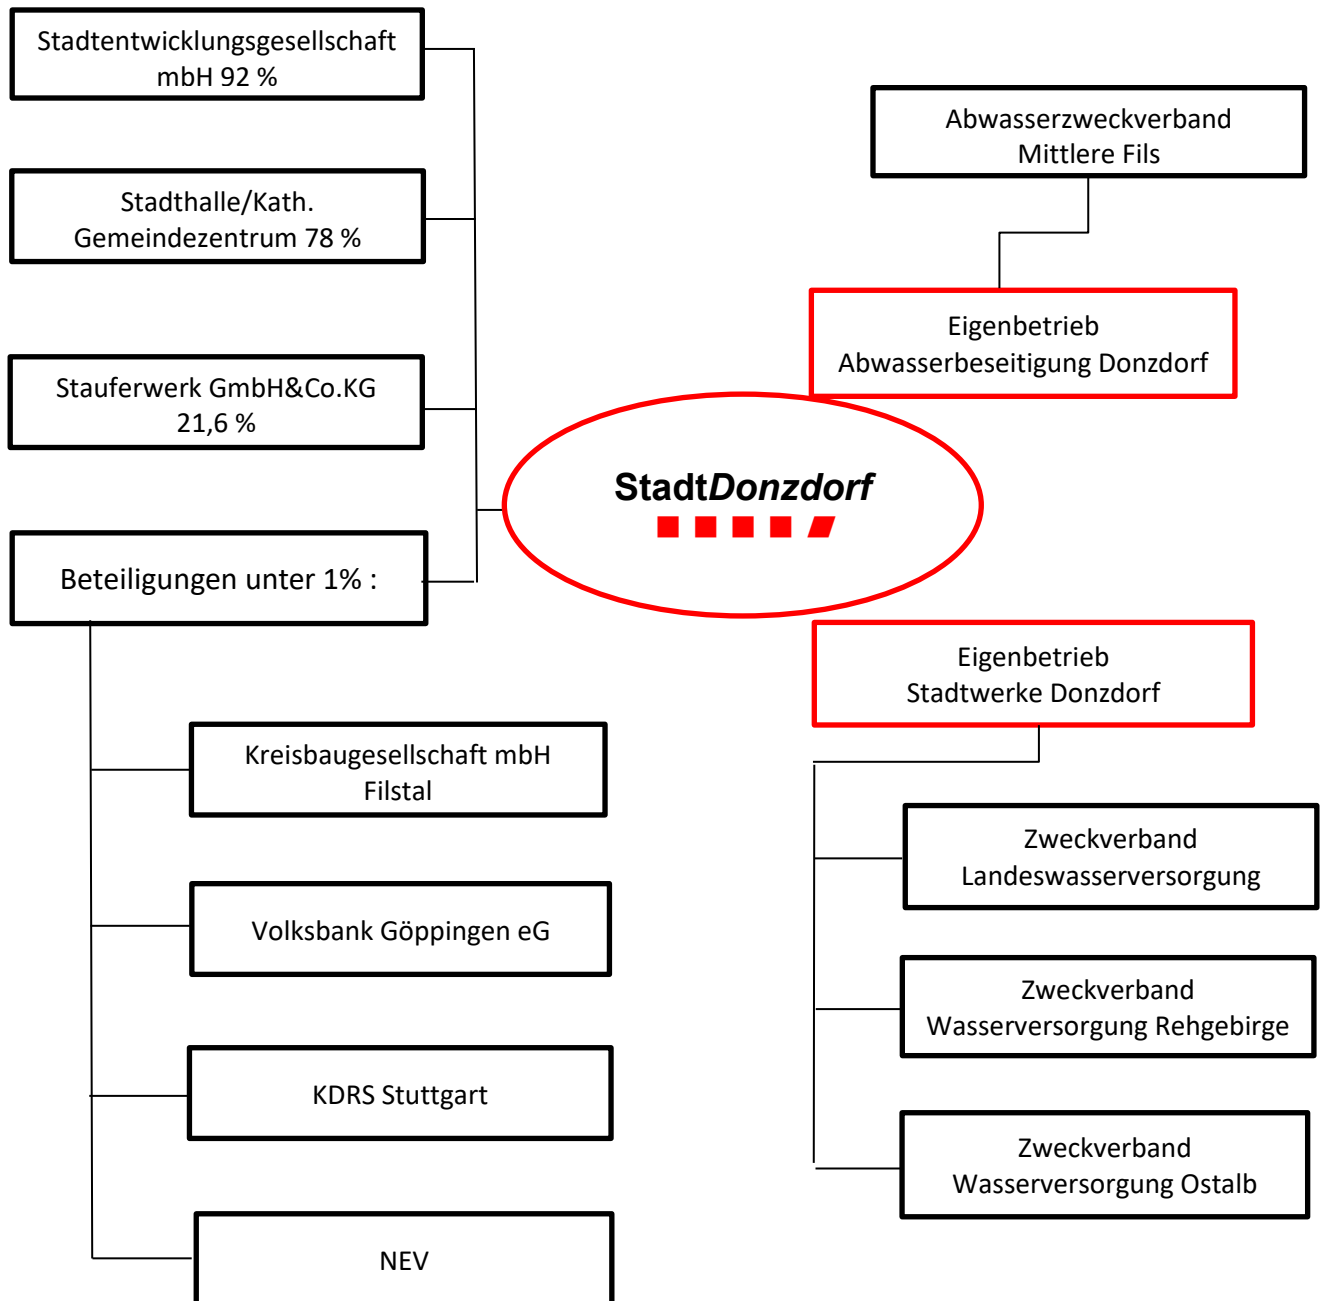 Stadtentwicklungsgesellschaft
mbH 92 %
Stadthalle/Kath.
Gemeindezentrum 78 %
Stauferwerk GmbH&Co.KG
21,6 %
Beteiligungen unter 1% :
Kreisbaugesellschaft mbH
Filstal
Volksbank Göppingen eG
KDRS Stuttgart
NEV
StadtDonzdorf
Abwasserzweckverband
Mittlere Fils
Eigenbetrieb
Abwasserbeseitigung Donzdorf
Eigenbetrieb
Stadtwerke Donzdorf
Zweckverband
Landeswasserversorgung
Zweckverband
Wasserversorgung Rehgebirge
Zweckverband
Wasserversorgung Ostalb